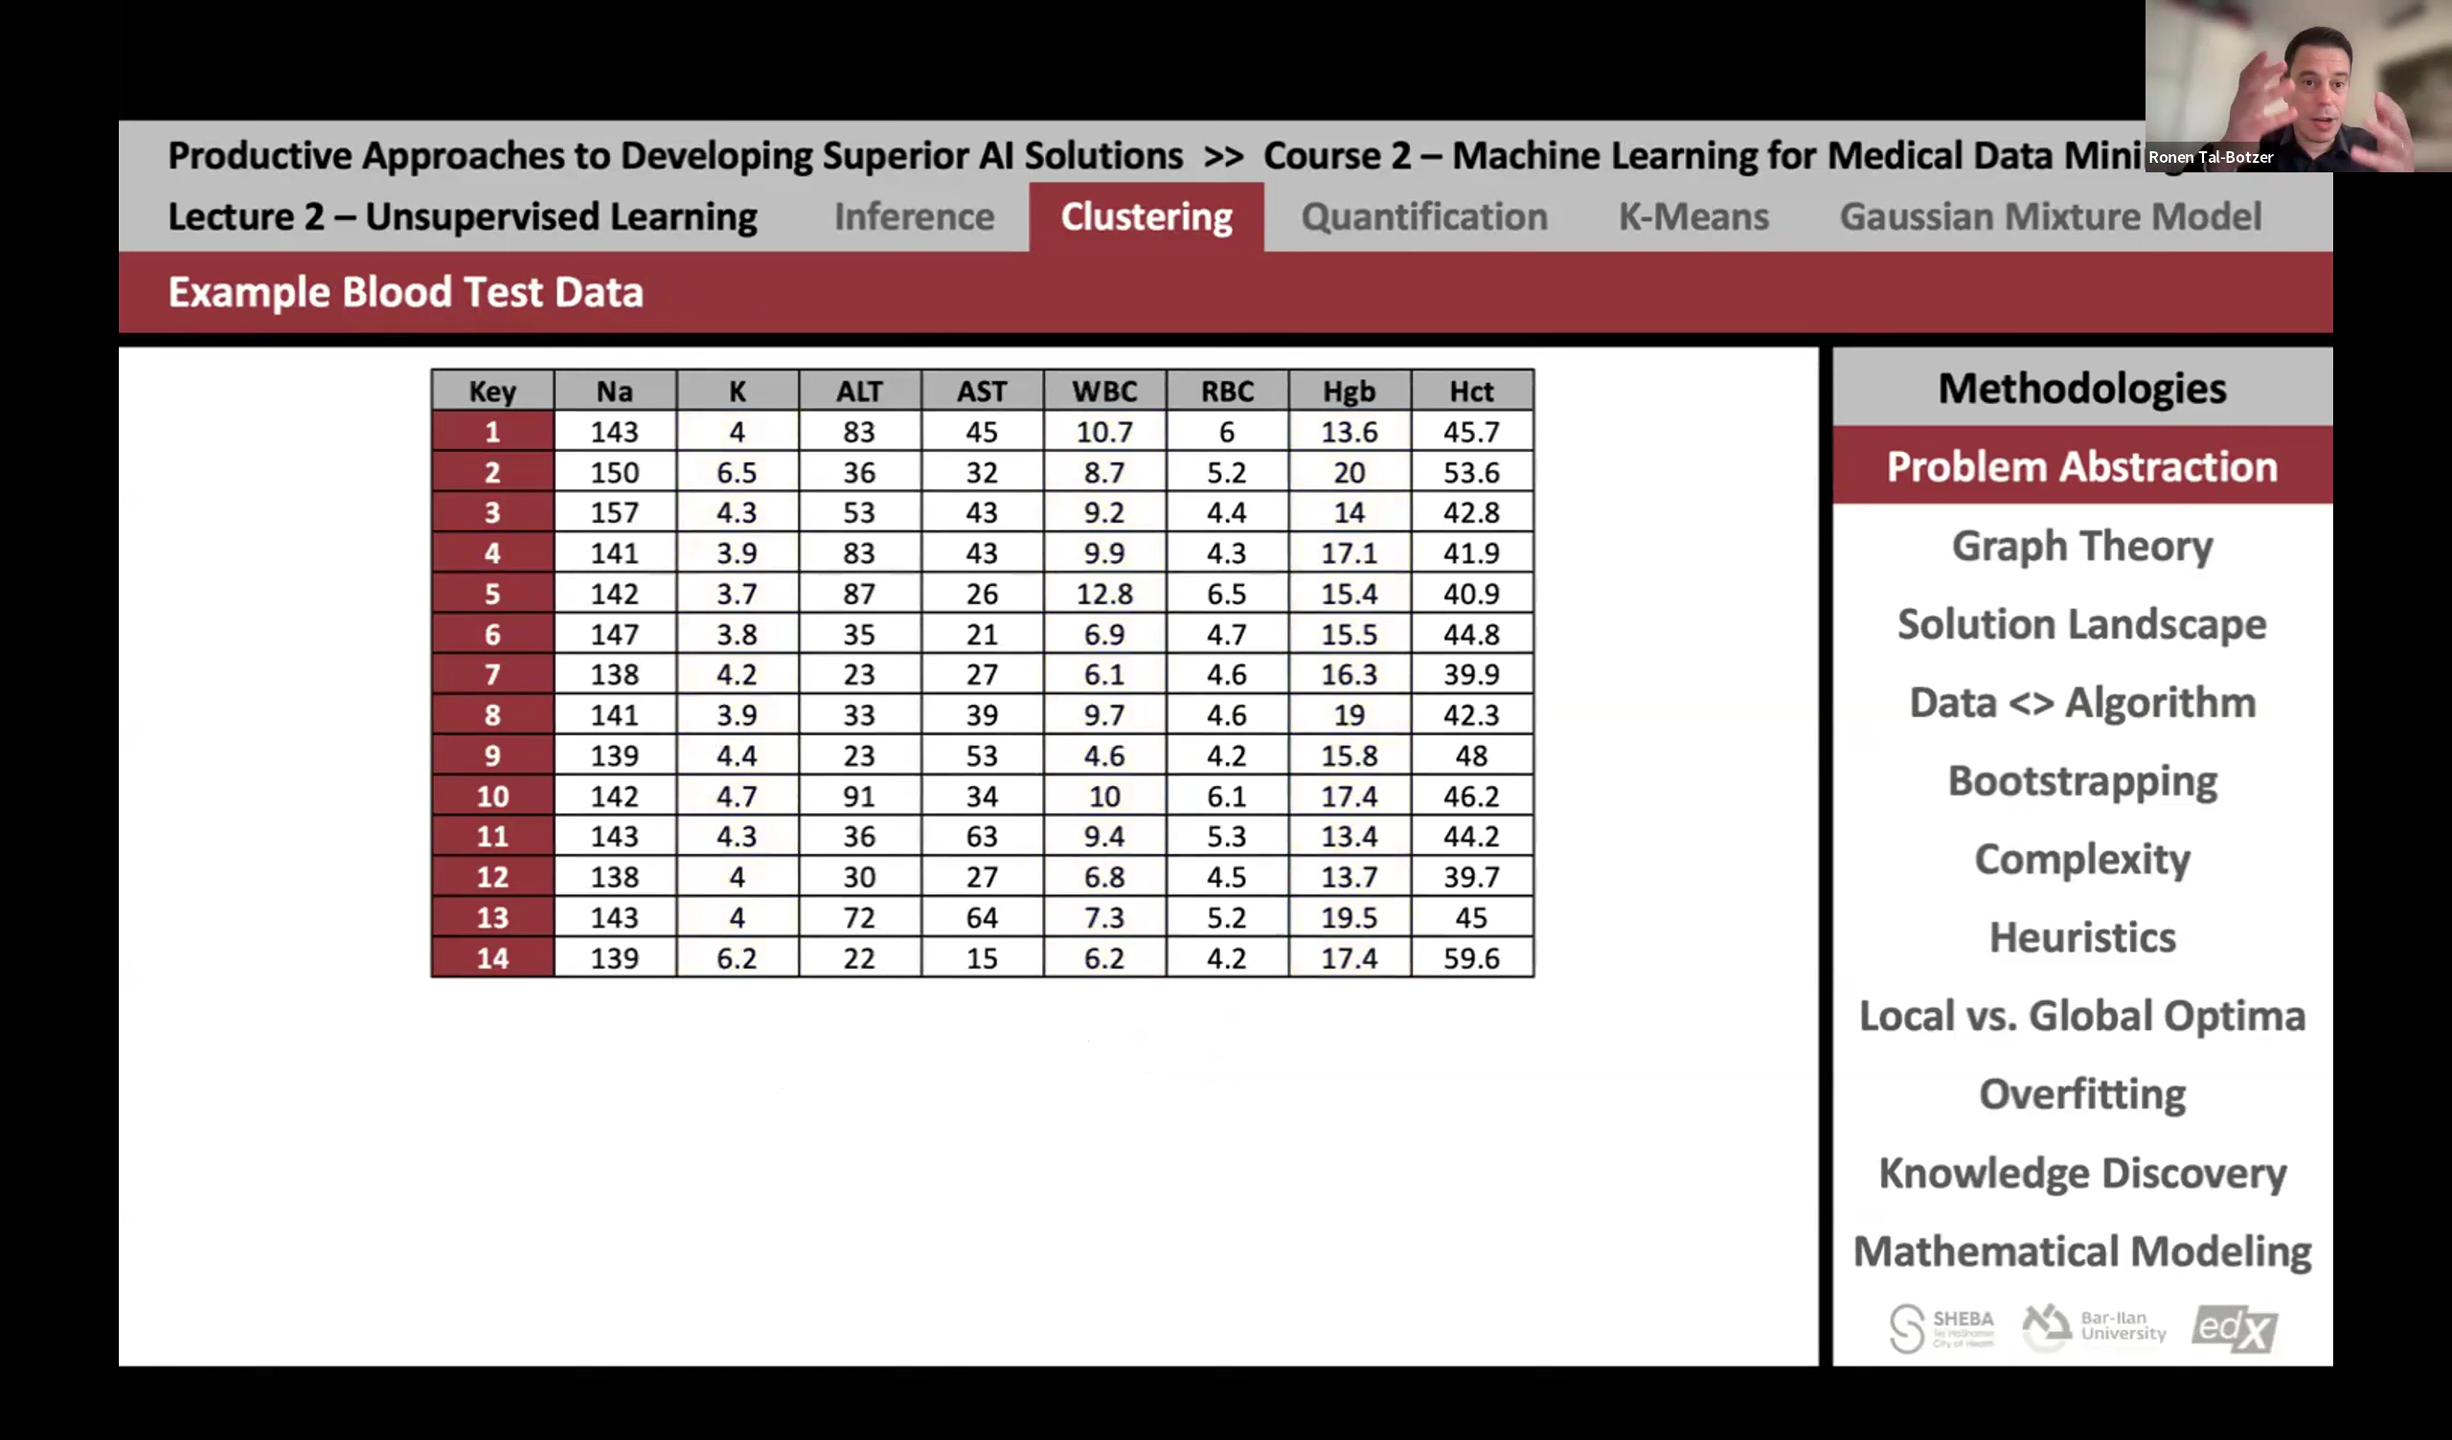 Productive Approaches to Developing Superior AI Solutions >> Course 2 – Machine Learning for Medical Data
Ronen Tal-Botzer
Lecture 2 – Unsupervised Learning Inference Clustering Quantification K-Means Gaussian Mixture Model
Example Blood Test Data
Key Na K ALT AST WBC RBC Hgb Hct
1 143 4 83 45 10.7 6 13.6 45.7
2 150 6.5 36 32 8.7 5.2 20 53.6
3 157 4.3 53 43 9.2 4.4 14 42.8
4 141 3.9 83 43 9.9 4.3 17.1 41.9
5 142 3.7 87 26 12.8 6.5 15.4 40.9
6 147 3.8 35 21 6.9 4.7 15.5 44.8
7 138 4.2 23 27 6.1 4.6 16.3 39.9
8 141 3.9 33 39 9.7 4.6 19 42.3
9 139 4.4 23 53 4.6 4.2 15.8 48
10 142 4.7 91 34 10 6.1 17.4 46.2
11 143 4.3 36 63 9.4 5.3 13.4 44.2
12 138 4 30 27 6.8 4.5 13.7 39.7
13 143 4 72 64 7.3 5.2 19.5 45
14 139 6.2 22 15 6.2 4.2 17.4 59.6
Methodologies
Problem Abstraction
Graph Theory
Solution Landscape
Data <> Algorithm
Bootstrapping
Complexity
Heuristics
Local vs. Global Optima
Overfitting
Knowledge Discovery
Mathematical Modeling
SHEBA
Bar-Ilan
University
edX